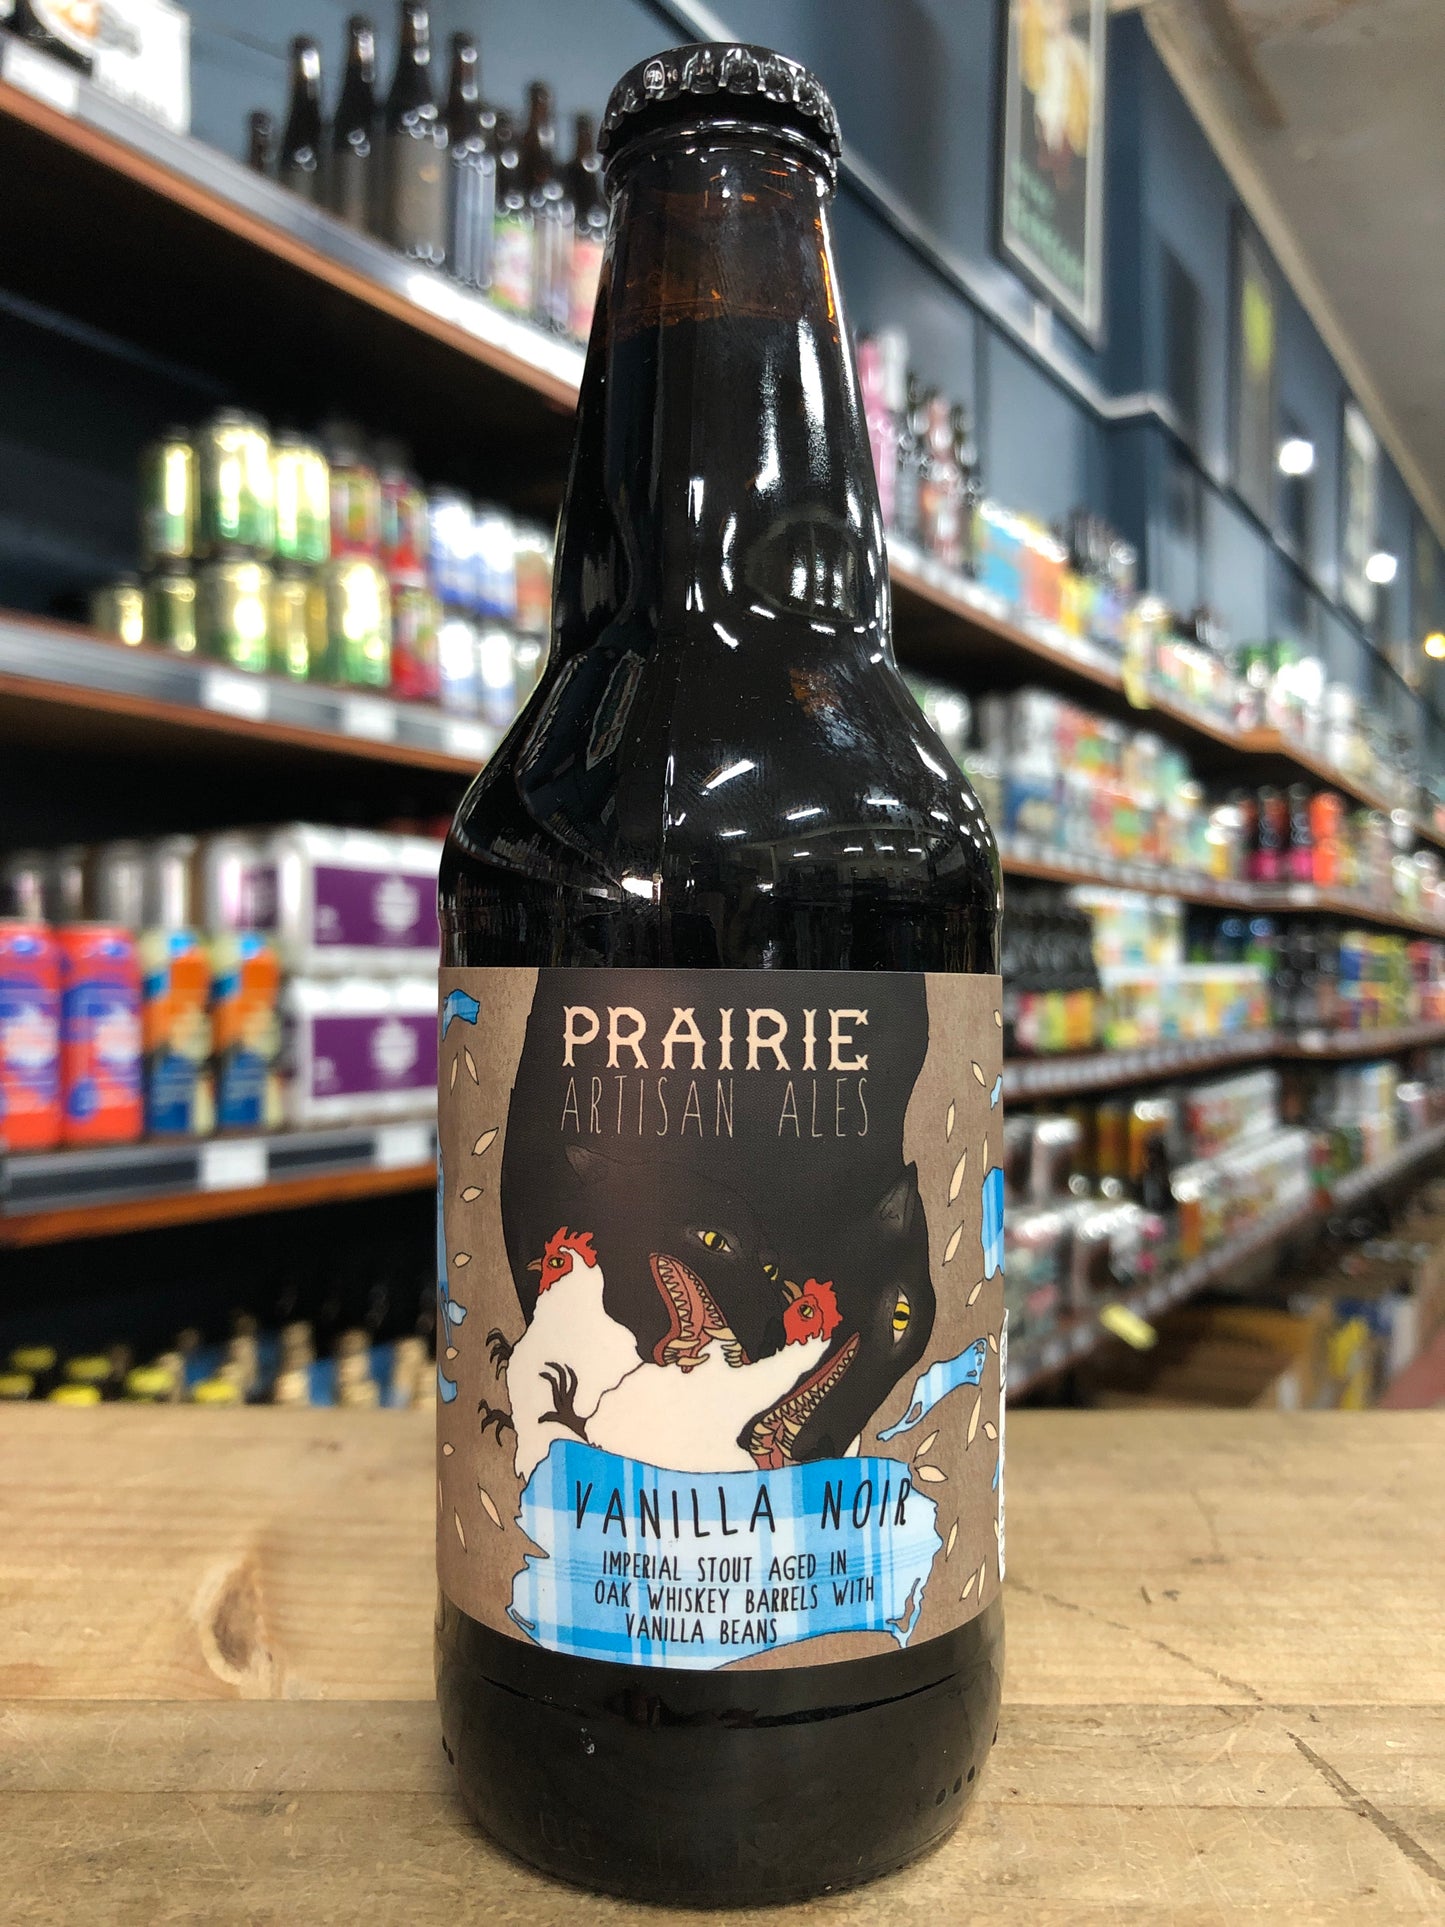 PRAIRIE
ARTISAN ALES
VANILLA NOIR
IMPERIAL STOUT AGED IN
OAK WHISKEY BARRELS WITH
VANILLA BEANS